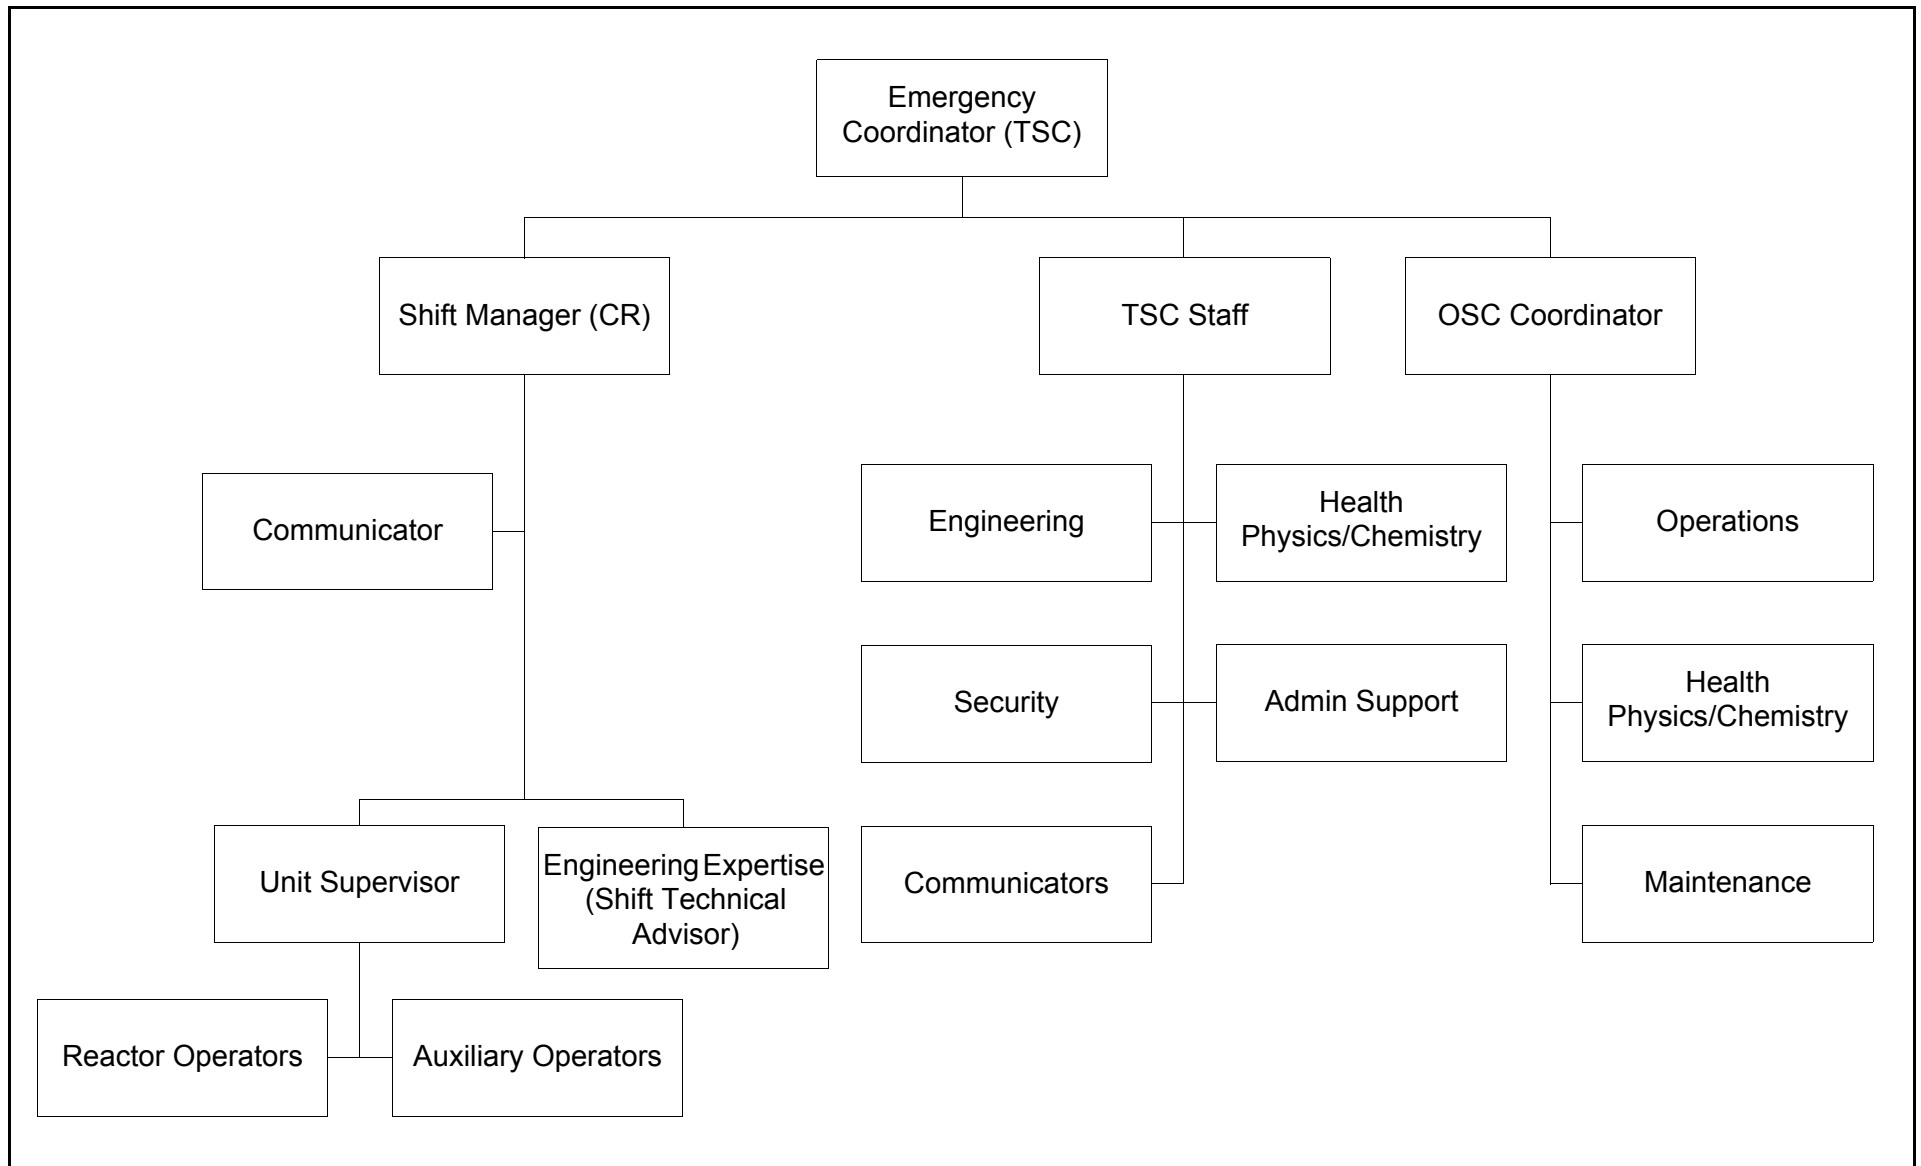 Emergency
Coordinator (TSC)
Shift Manager (CR)
TSC Staff
OSC Coordinator
Communicator
Engineering
Health
Physics/Chemistry
Operations
Security
Admin Support
Health
Physics/Chemistry
Unit Supervisor
Engineering Expertise
(Shift Technical
Advisor)
Communicators
Maintenance
Reactor Operators
Auxiliary Operators